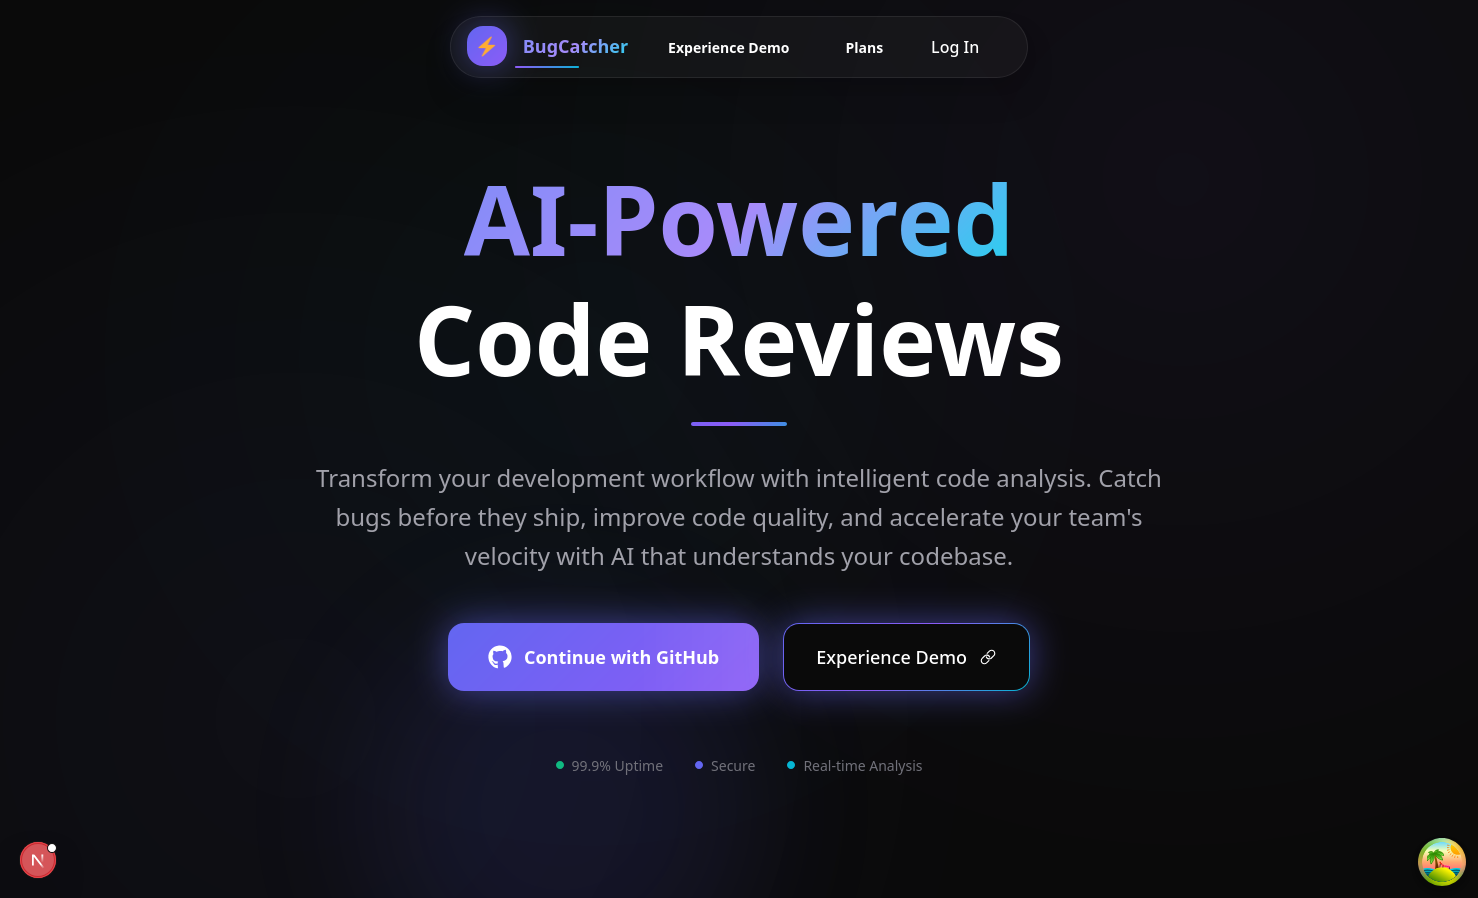 BugCatcher
Experience Demo
Plans
Log In
AI-Powered
Code Reviews
Transform your development workflow with intelligent code analysis. Catch
bugs before they ship, improve code quality, and accelerate your team's
velocity with AI that understands your codebase.
Continue with GitHub
Experience Demo
99.9% Uptime
Secure
Real-time Analysis
N